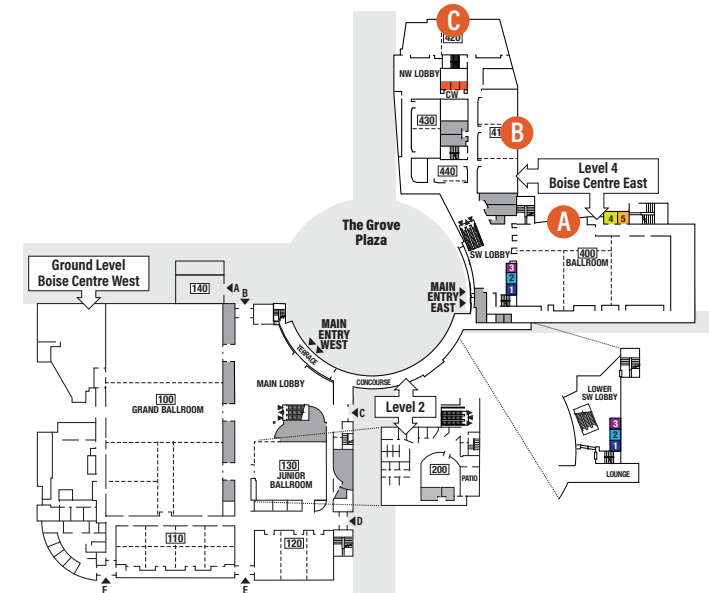 C
420
NW LOBBY
CW
430
41
B
440
Level 4
Boise Centre East
A
4
5
The Grove
Plaza
SW LOBBY
400
BALLROOM
3
2
1
Ground Level
Boise Centre West
140
A
B
MAIN
ENTRY
EAST
MAIN
ENTRY
WEST
TERRACE
MAIN LOBBY
CONCOURSE
100
GRAND BALLROOM
C
Level 2
LOWER
SW LOBBY
3
2
1
LOUNGE
130
JUNIOR
BALLROOM
200
PATIO
D
110
120
F
E